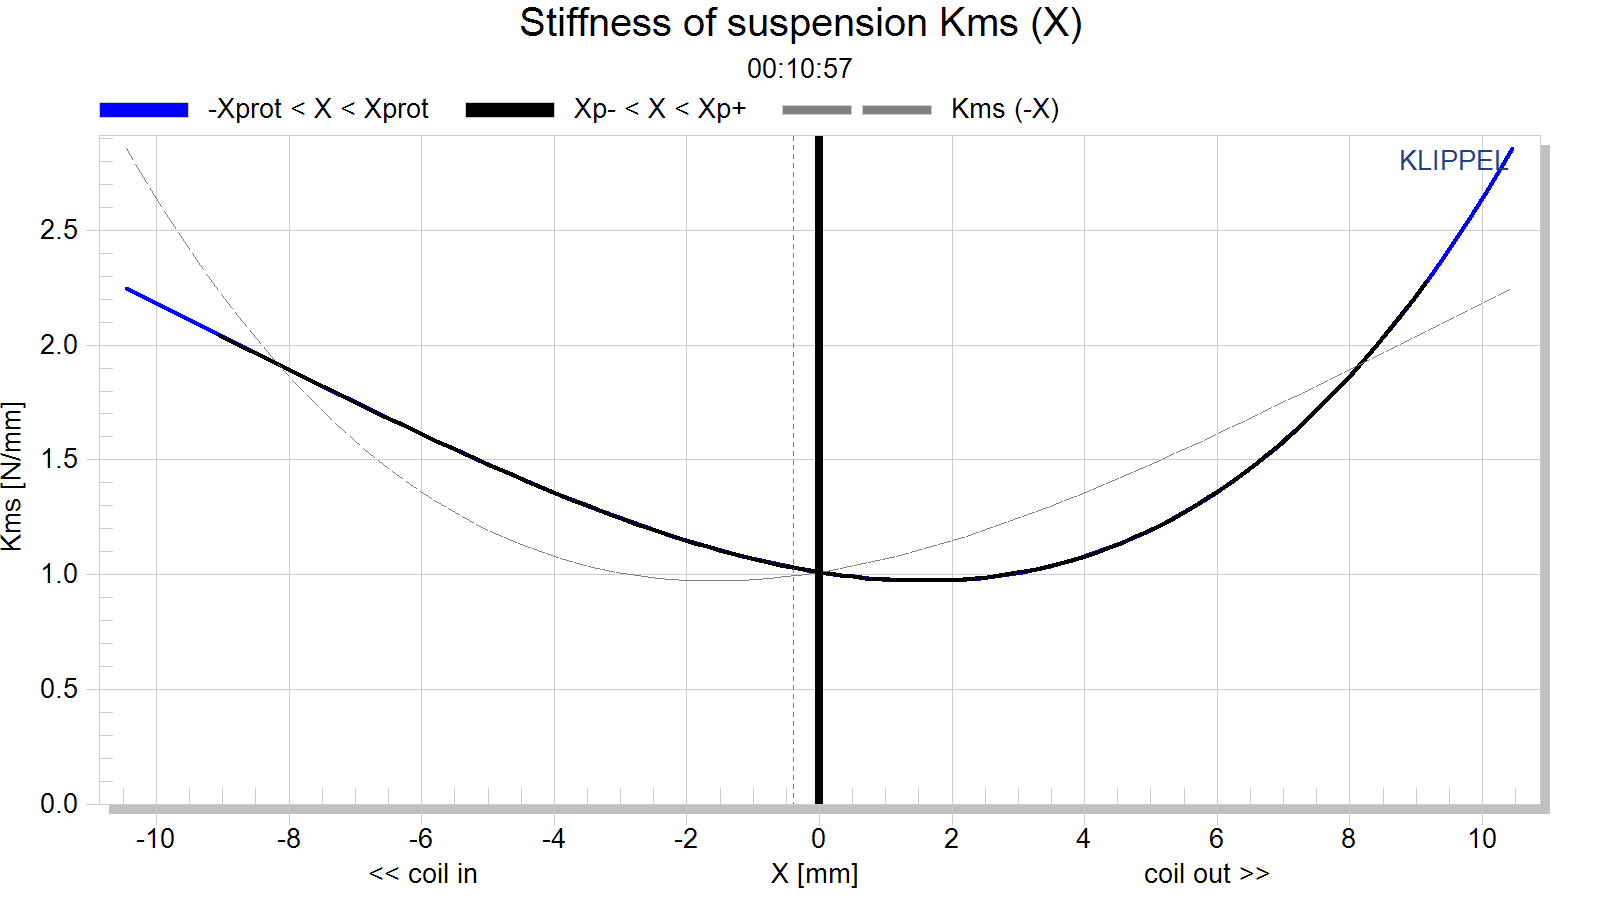 Stiffness of suspension Kms (X)
00:10:57
-Xprot < X < Xprot Xp- < X < Xp+ Kms (-X)
KLIPPEL
2.5
2.0
1.5
1.0
0.5
0.0
Kms [N/mm]
-10 -8 -6 -4 -2 0 2 4 6 8 10
<< coil in X [mm] coil out >>